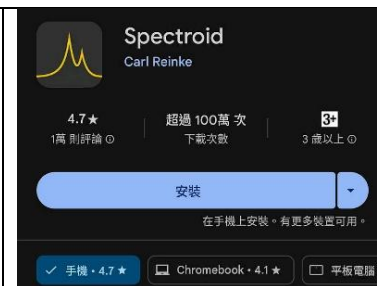 Spectroid
Carl Reinke
4.7★
1萬 則評論 ⓘ
超過 100萬 次
下載次數
3+
3 歲以上 ⓘ
安裝
在手機上安裝。有更多裝置可用。
手機・4.7 ★
Chromebook・4.1 ★
平板電腦